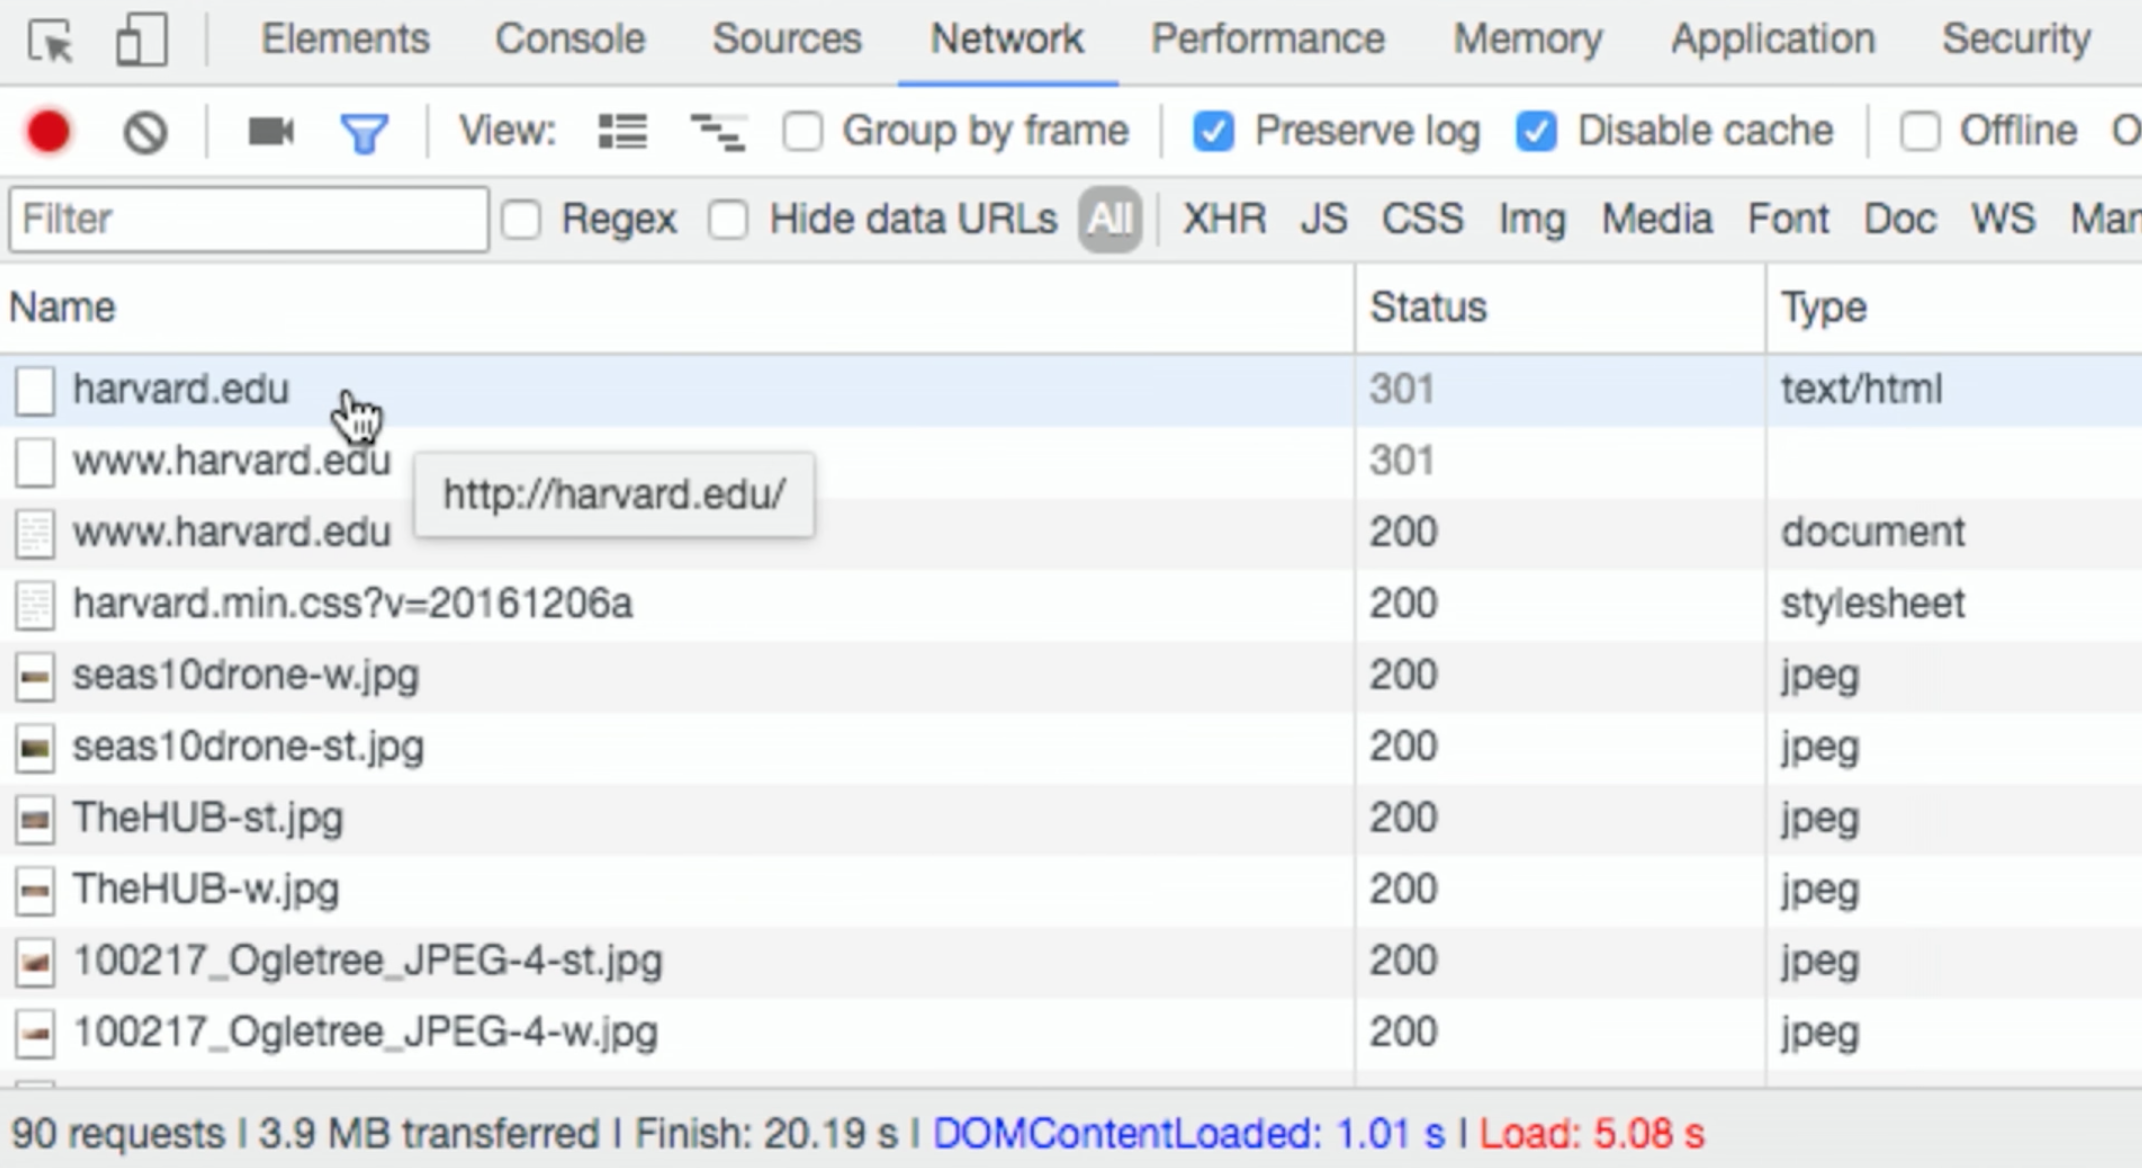 Elements Console Sources Network Performance Memory Application Security
View: Group by frame Preserve log Disable cache Offline O
Filter Regex Hide data URLs All XHR JS CSS Img Media Font Doc WS Man
Name Status Type
harvard.edu 301 text/html
www.harvard.edu 301
http://harvard.edu/
www.harvard.edu 200 document
harvard.min.css?v=20161206a 200 stylesheet
seas10drone-w.jpg 200 jpeg
seas10drone-st.jpg 200 jpeg
TheHUB-st.jpg 200 jpeg
TheHUB-w.jpg 200 jpeg
100217_Ogletree_JPEG-4-st.jpg 200 jpeg
100217_Ogletree_JPEG-4-w.jpg 200 jpeg
90 requests | 3.9 MB transferred | Finish: 20.19 s | DOMContentLoaded: 1.01 s | Load: 5.08 s